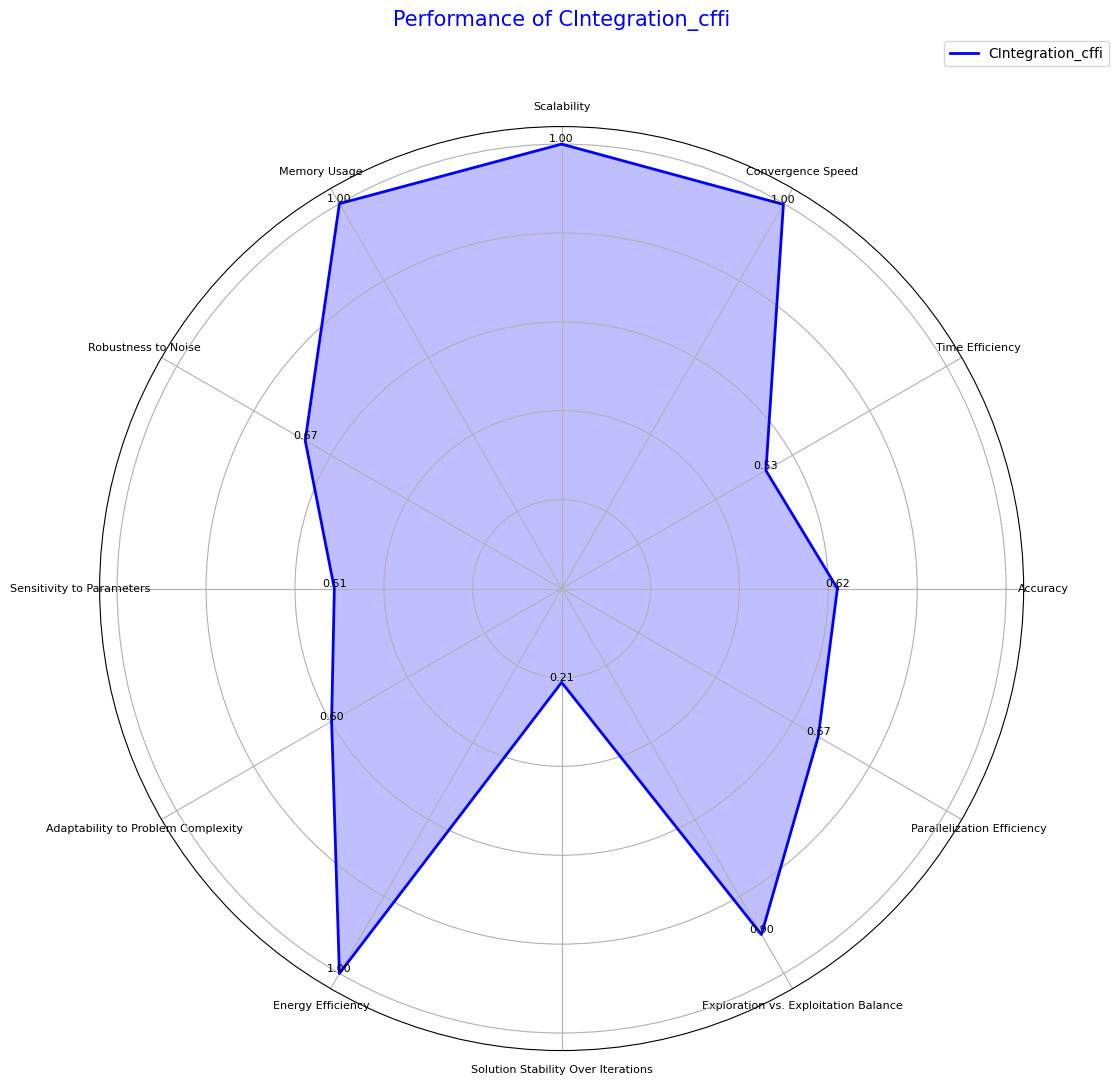 Performance of CIntegration_cffi
CIntegration_cffi
Scalability
1.00
Memory Usage
Convergence Speed
1.00
1.00
Robustness to Noise
Time Efficiency
0.67
0.53
Sensitivity to Parameters
0.51
0.62
Accuracy
0.21
0.60
0.67
Adaptability to Problem Complexity
Parallelization Efficiency
0.90
1.00
Energy Efficiency
Exploration vs. Exploitation Balance
Solution Stability Over Iterations